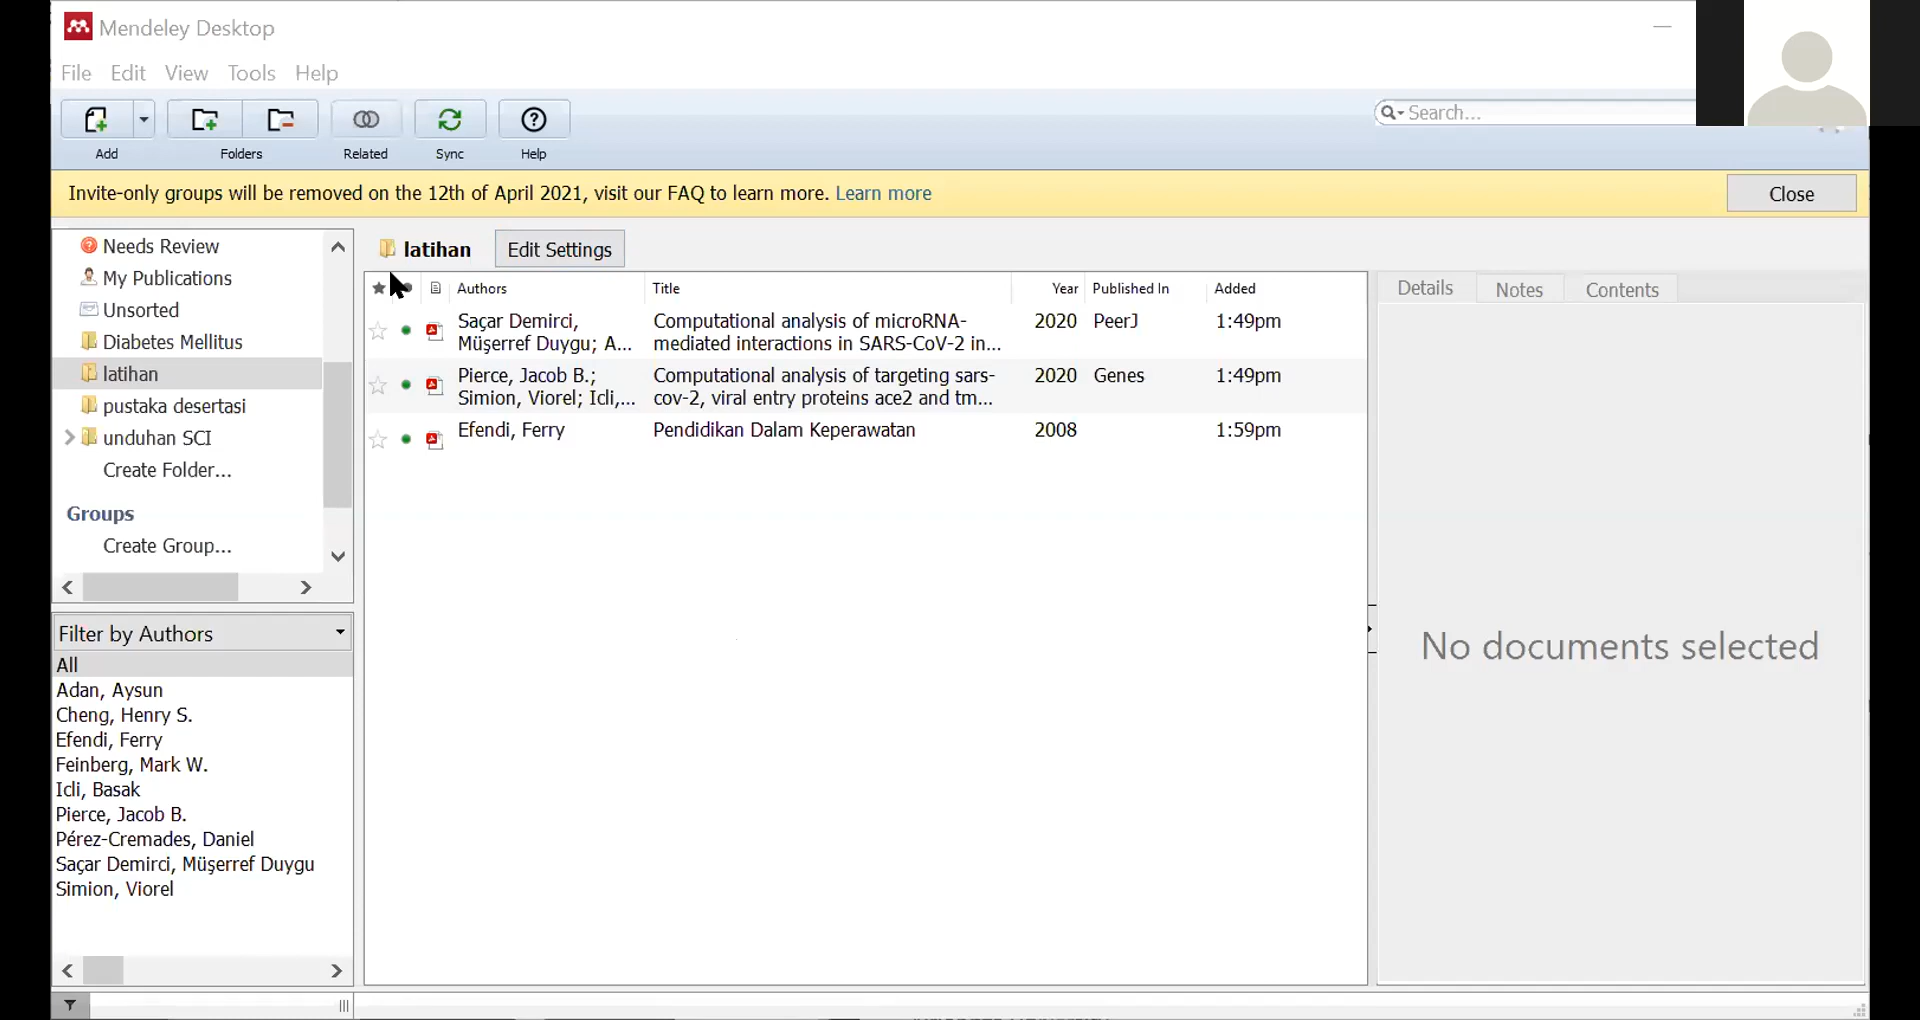 Mendeley Desktop
File Edit View Tools Help
Search...
Add Folders Related Sync Help
Invite-only groups will be removed on the 12th of April 2021, visit our FAQ to learn more. Learn more
Close
Needs Review
My Publications
Unsorted
Diabetes Mellitus
latihan
pustaka desertasi
unduhan SCI
Create Folder...
Groups
Create Group...
Filter by Authors
All
Adan, Aysun
Cheng, Henry S.
Efendi, Ferry
Feinberg, Mark W.
Icli, Basak
Pierce, Jacob B.
Pérez-Cremades, Daniel
Saçar Demirci, Müşerref Duygu
Simion, Viorel
latihan
Edit Settings
Authors Title Year Published In Added
Saçar Demirci, Computational analysis of microRNA- 2020 PeerJ 1:49pm
Müşerref Duygu; A... mediated interactions in SARS-CoV-2 in...
Pierce, Jacob B.; Computational analysis of targeting sars- 2020 Genes 1:49pm
Simion, Viorel; Icli,... cov-2, viral entry proteins ace2 and tm...
Efendi, Ferry Pendidikan Dalam Keperawatan 2008 1:59pm
Details Notes Contents
No documents selected